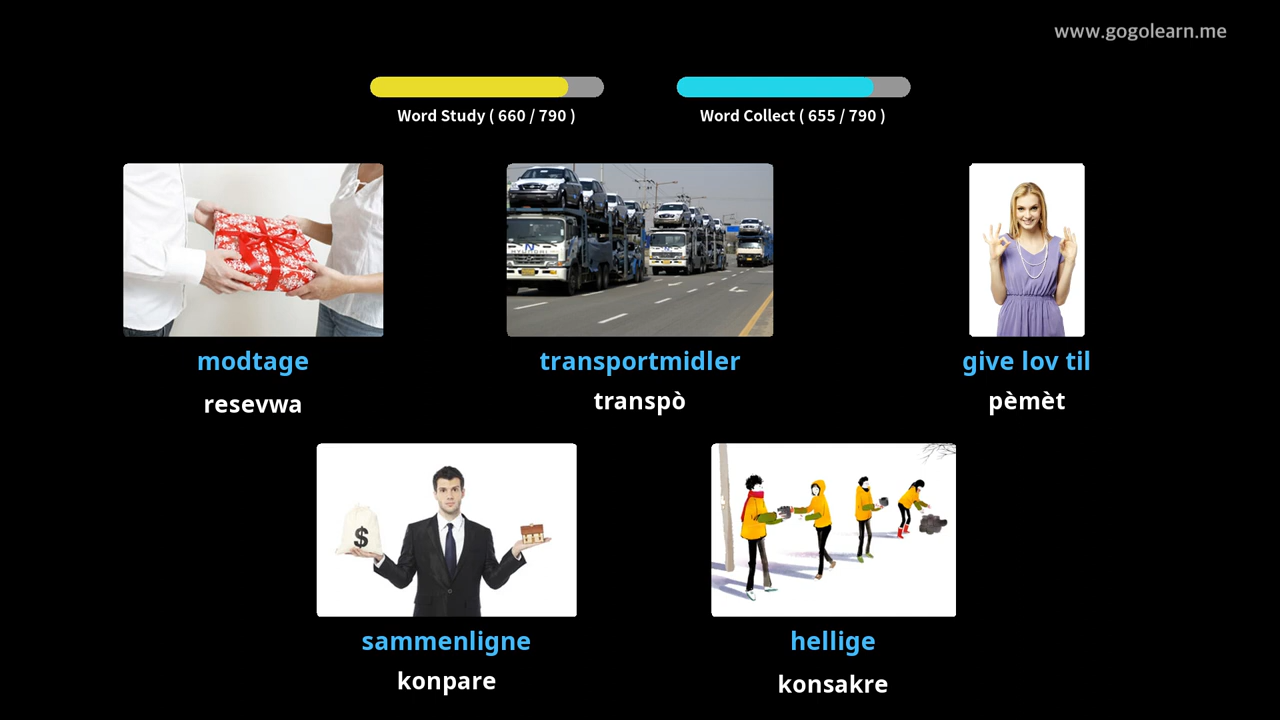 www.gogolearn.me
Word Study ( 660 / 790 )
Word Collect ( 655 / 790 )
modtage
resevwa
transportmidler
transpò
give lov til
pèmèt
sammenligne
konpare
hellige
konsakre